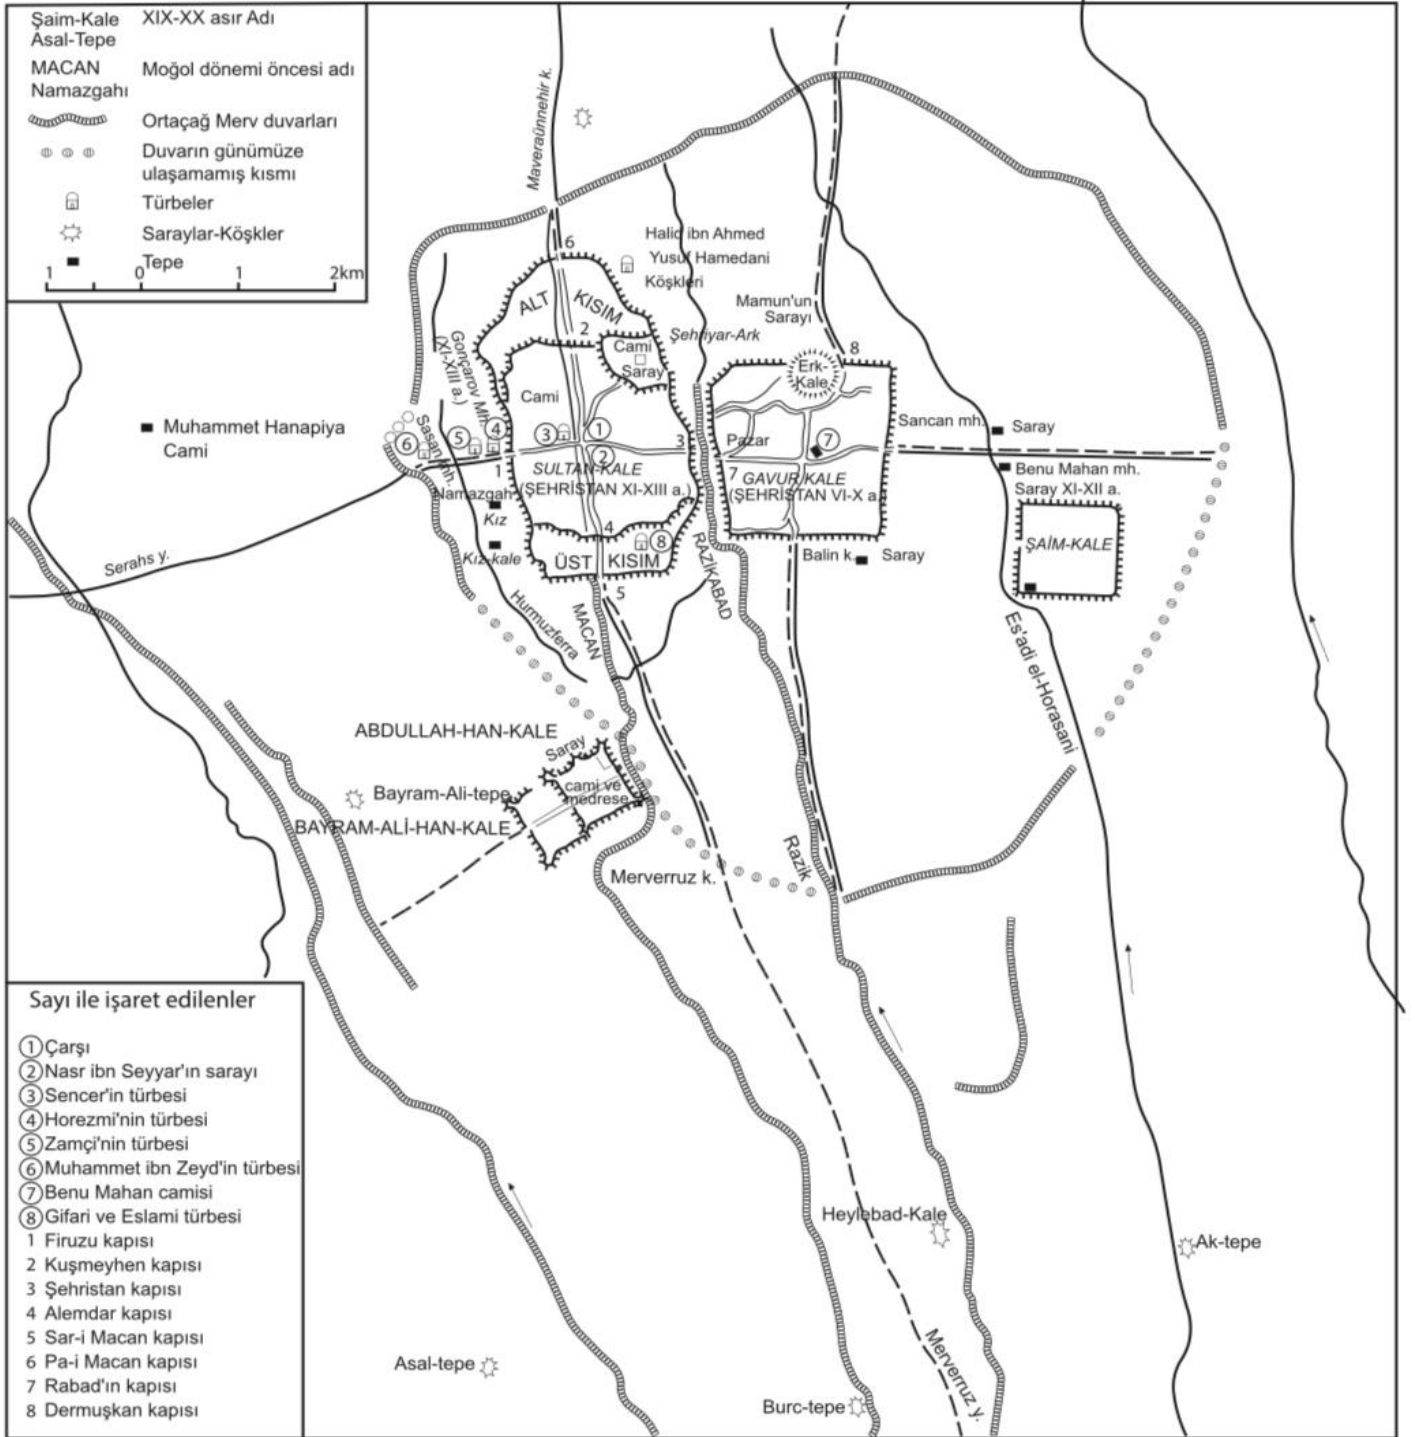 Şaim-Kale XIX-XX asır Adı
Asal-Tepe
MACAN Moğol dönemi öncesi adı
Namazgahı
Ortaçağ Merv duvarları
Duvarın günümüze
ulaşamamış kısmı
Türbeler
Saraylar-Köşkler
Tepe
1 0 1 2km
Maveraünnehir k.
6
Halid ibn Ahmed
Yusuf Hamedani
Köşkleri
ALT KISIM
2
Şehriyar-Ark
Mamun'un
Sarayı
8
Cami
Saray
Erk-
Kale
Gonçarov Mh.
(XI-XIII a.)
Cami
Sasan mh.
Muhammet Hanapiya
Cami
6 5 4 3 1
2
3
1
SULTAN-KALE
(ŞEHRİSTAN XI-XIII a.)
Pazar
7
7
GAVUR KALE
(ŞEHRİSTAN VI-X a.)
Sancan mh.
Saray
Benu Mahan mh.
Saray XI-XII a.
ŞAİM-KALE
Namazgah
Kız
Kız-kale
4
8
ÜST KISIM
5
Serahs y.
Hurmuzferra
MACAN
RAZİKABAD
Balin k.
Saray
Es'adi el-Horasani
ABDULLAH-HAN-KALE
Saray
cami ve
medrese
Bayram-Ali-tepe
BAYRAM-ALİ-HAN-KALE
Merverruz k.
Razik
Heylebad-Kale
Ak-tepe
Merverruz y.
Asal-tepe
Burc-tepe
Sayı ile işaret edilenler
1 Çarşı
2 Nasr ibn Seyyar'ın sarayı
3 Sencer'in türbesi
4 Horezmi'nin türbesi
5 Zamçi'nin türbesi
6 Muhammet ibn Zeyd'in türbesi
7 Benu Mahan camisi
8 Gifari ve Eslami türbesi
1 Firuzu kapısı
2 Kuşmeyhen kapısı
3 Şehristan kapısı
4 Alemdar kapısı
5 Sar-i Macan kapısı
6 Pa-i Macan kapısı
7 Rabad'ın kapısı
8 Dermuşkan kapısı